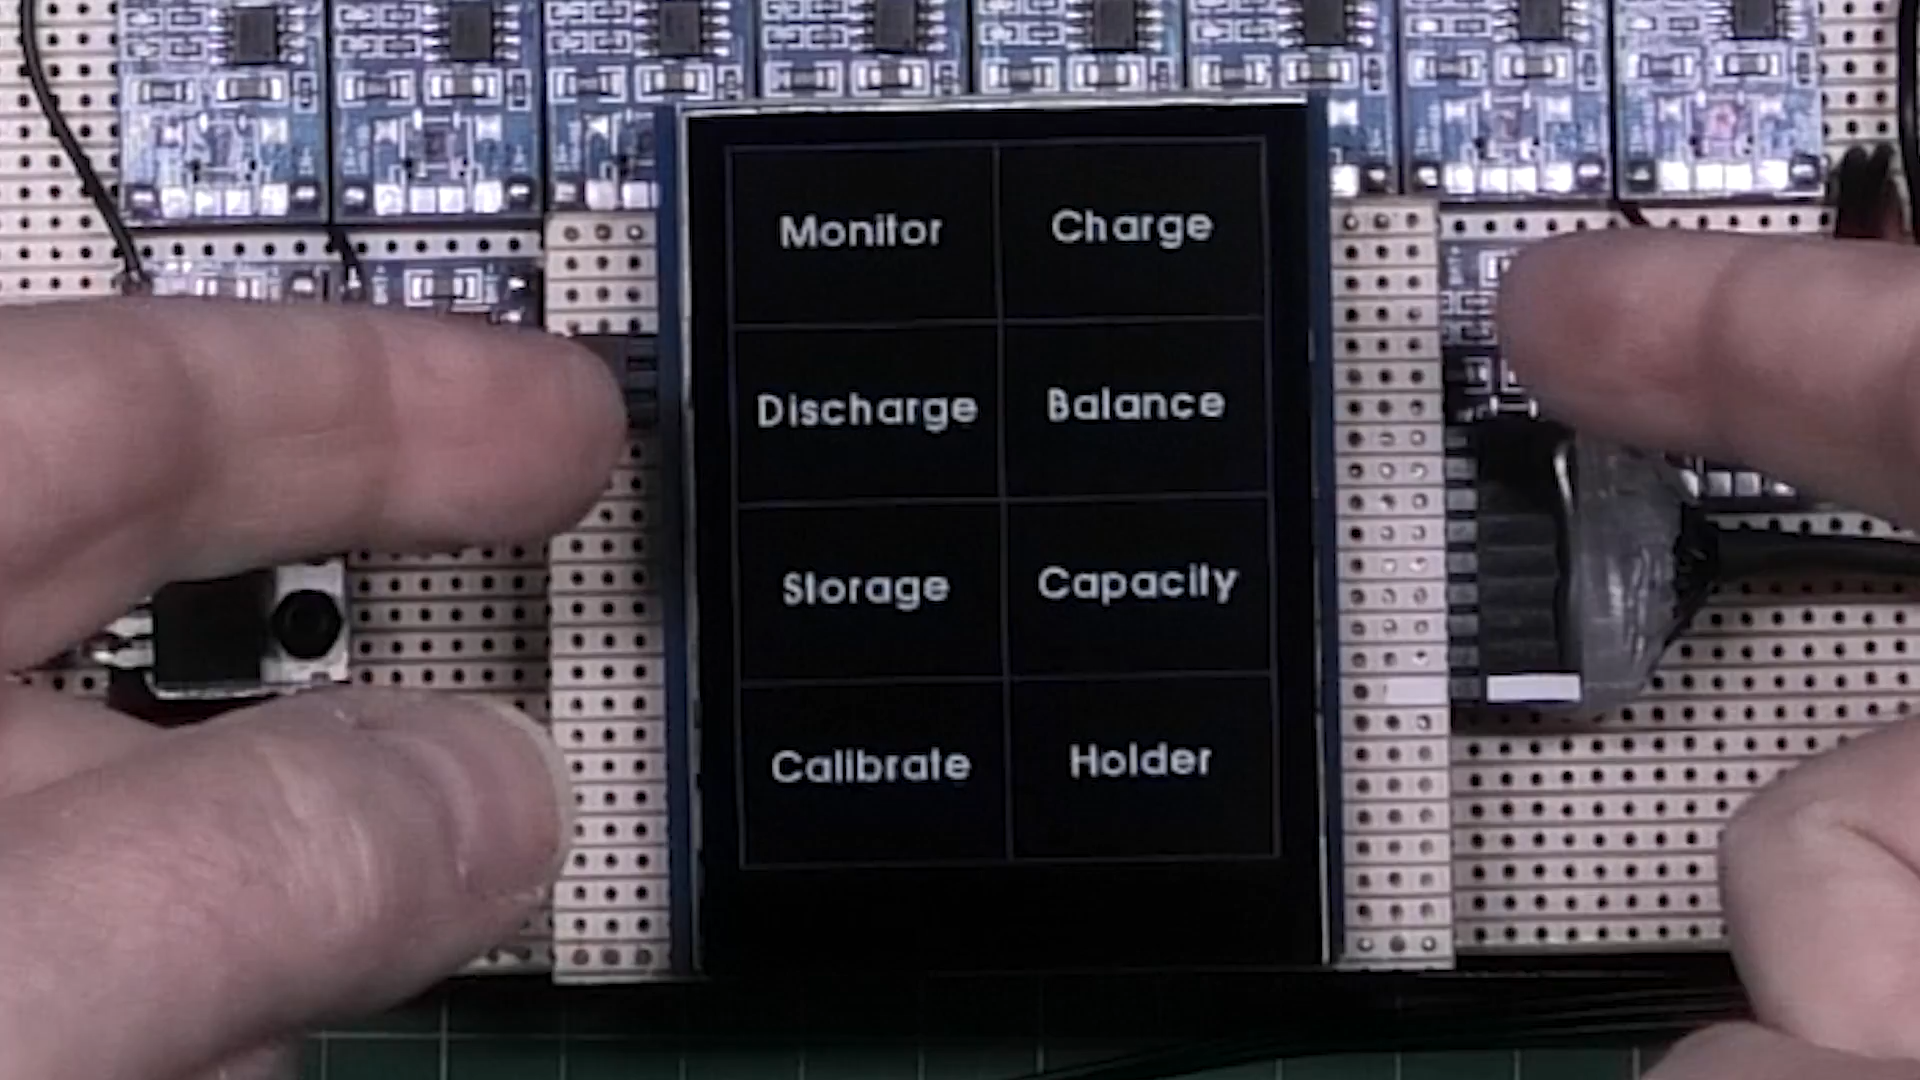 Monitor Charge
Discharge Balance
Storage Capacity
Calibrate Holder